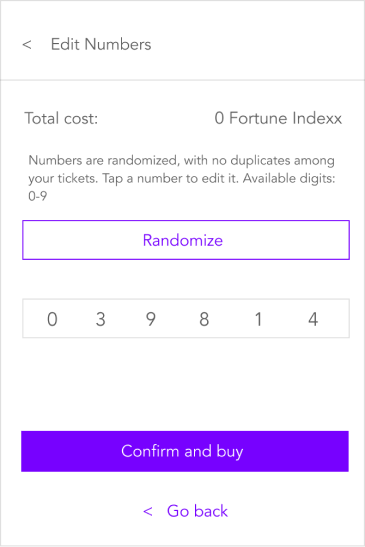 < Edit Numbers
Total cost: 0 Fortune Indexx
Numbers are randomized, with no duplicates among
your tickets. Tap a number to edit it. Available digits:
0-9
Randomize
0 3 9 8 1 4
Confirm and buy
< Go back